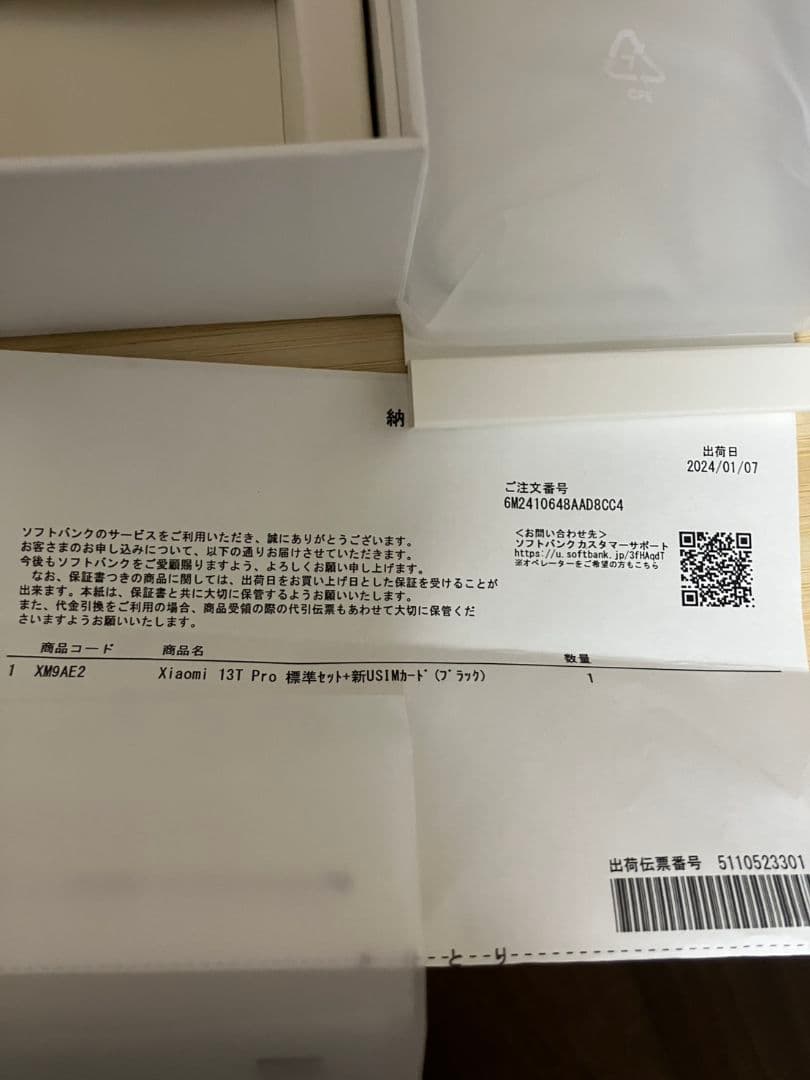 CPE
納
出荷日
2024/01/07
ご注文番号
6M2410648AAD8CC4
<お問い合わせ先>
ソフトバンクカスタマーサポート
https://u.softbank.jp/3fHAqdT
※オペレーターをご希望の方もこちら
ソフトバンクのサービスをご利用いただき、誠にありがとうございます。
お客さまのお申し込みについて、以下の通りお届けさせていただきます。
今後もソフトバンクをご愛顧賜りますよう、よろしくお願い申し上げます。
なお、保証書つきの商品に関しては、出荷日をお買い上げ日とした保証を受けることが
出来ます。本紙は、保証書と共に大切に保管するようお願いいたします。
また、代金引換をご利用の場合、商品受領の際の代引伝票もあわせて大切に保管くだ
さいますようお願いいたします。
商品コード 商品名 数量
1 XM9AE2 Xiaomi 13T Pro 標準ｾｯﾄ+新USIMｶｰﾄﾞ(ﾌﾞﾗｯｸ) 1
出荷伝票番号 5110523301
--と--り--